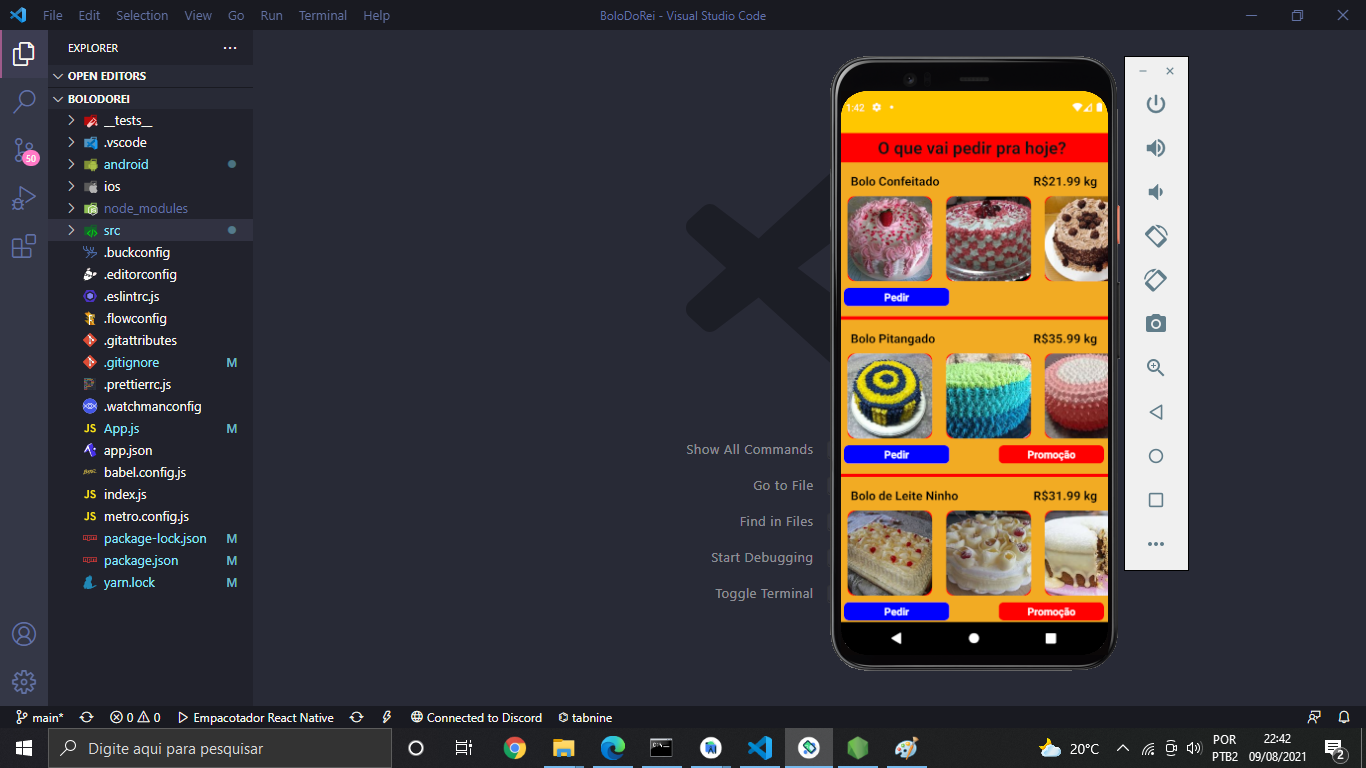 File Edit Selection View Go Run Terminal Help
BoloDoRei - Visual Studio Code
EXPLORER
OPEN EDITORS
BOLODOREI
__tests__
.vscode
android
ios
node_modules
src
.buckconfig
.editorconfig
.eslintrc.js
.flowconfig
.gitattributes
.gitignore M
.prettierrc.js
.watchmanconfig
JS App.js M
app.json
babel.config.js
JS index.js
JS metro.config.js
package-lock.json M
package.json M
yarn.lock M
50
Show All Commands
Go to File
Find in Files
Start Debugging
Toggle Terminal
1:42
O que vai pedir pra hoje?
Bolo Confeitado R$21.99 kg
Pedir
Bolo Pitangado R$35.99 kg
Pedir Promoção
Bolo de Leite Ninho R$31.99 kg
Pedir Promoção
main* 0 0 Empacotador React Native Connected to Discord tabnine
Digite aqui para pesquisar
20°C
POR
PTB2
22:42
09/08/2021
2